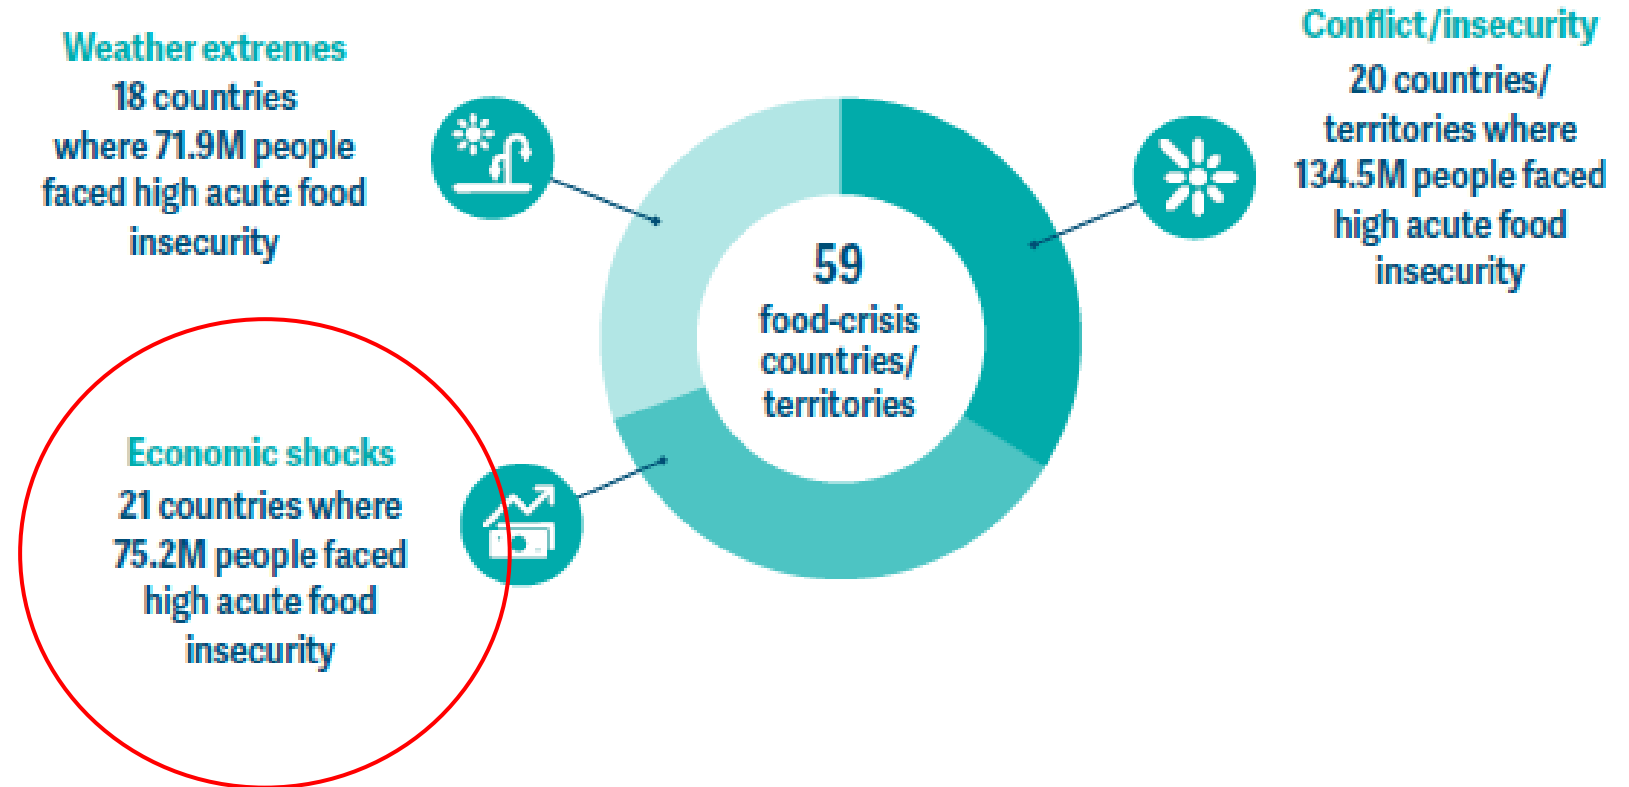 Weather extremes
18 countries
where 71.9M people
faced high acute food
insecurity
Conflict/insecurity
20 countries/
territories where
134.5M people faced
high acute food
insecurity
59
food-crisis
countries/
territories
Economic shocks
21 countries where
75.2M people faced
high acute food
insecurity